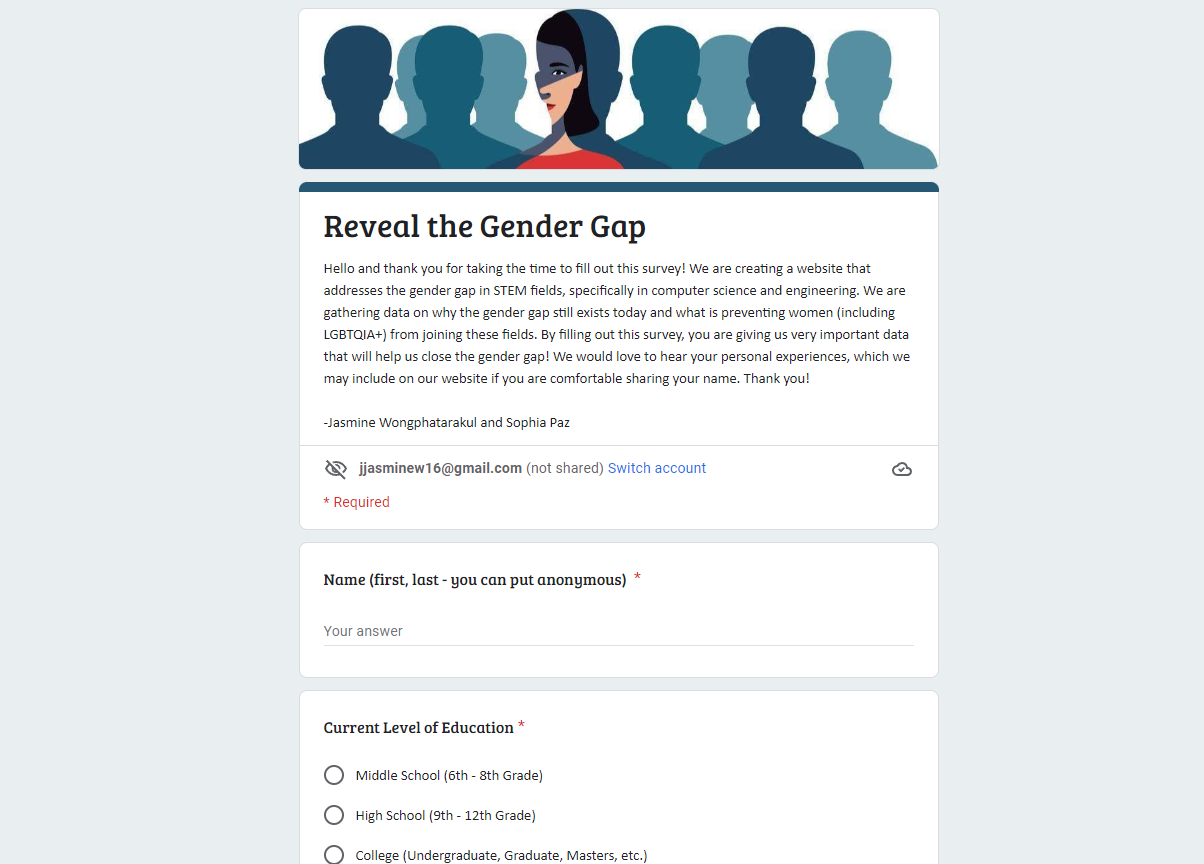 Reveal the Gender Gap
Hello and thank you for taking the time to fill out this survey! We are creating a website that
addresses the gender gap in STEM fields, specifically in computer science and engineering. We are
gathering data on why the gender gap still exists today and what is preventing women (including
LGBTQIA+) from joining these fields. By filling out this survey, you are giving us very important data
that will help us close the gender gap! We would love to hear your personal experiences, which we
may include on our website if you are comfortable sharing your name. Thank you!
-Jasmine Wongphatarakul and Sophia Paz
jjasminew16@gmail.com (not shared) Switch account
* Required
Name (first, last - you can put anonymous) *
Your answer
Current Level of Education *
Middle School (6th - 8th Grade)
High School (9th - 12th Grade)
College (Undergraduate, Graduate, Masters, etc.)